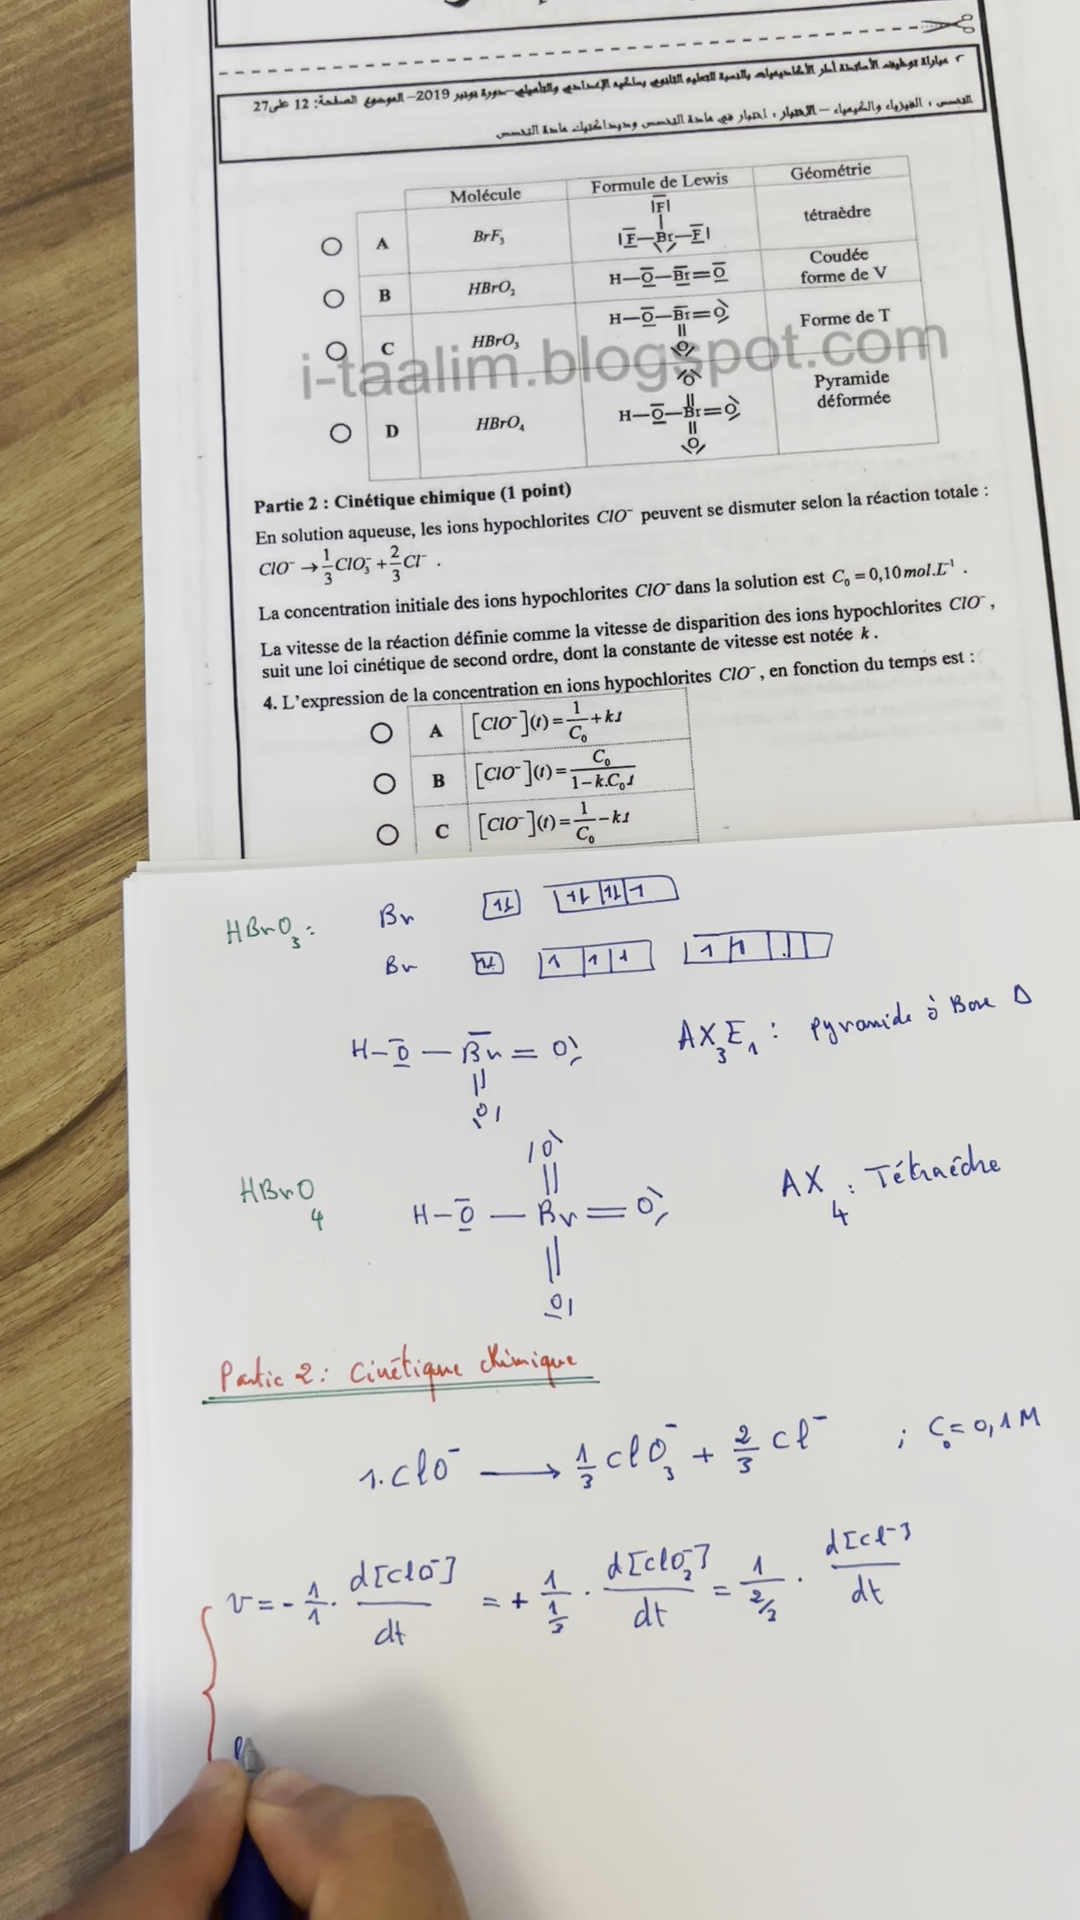 مباراة توظيف الأساتذة أطر الأكاديميات بالنسبة للتعليم الثانوي بسلكيه الإعدادي والتأهيلي-دورة نونبر 2019- الموضوع الصفحة: 12 على 27
التخصص : الفيزياء والكيمياء – الاختبار : اختبار في مادة التخصص وديداكتيك مادة التخصص
Molécule Formule de Lewis Géométrie
A BrF₃ |F| |F—Br—F| tétraèdre
B HBrO₂ H—O—Br=O Coudée forme de V
C HBrO₃ H—O—Br=O || O Forme de T
i-taalim.blogspot.com
D HBrO₄ O || H—O—Br=O || O Pyramide déformée
Partie 2 : Cinétique chimique (1 point)
En solution aqueuse, les ions hypochlorites ClO⁻ peuvent se dismuter selon la réaction totale :
ClO⁻ → 1/3 ClO₃⁻ + 2/3 Cl⁻ .
La concentration initiale des ions hypochlorites ClO⁻ dans la solution est C₀ = 0,10 mol.L⁻¹ .
La vitesse de la réaction définie comme la vitesse de disparition des ions hypochlorites ClO⁻ ,
suit une loi cinétique de second ordre, dont la constante de vitesse est notée k .
4. L'expression de la concentration en ions hypochlorites ClO⁻ , en fonction du temps est :
A [ClO⁻](t) = 1/C₀ + k.t
B [ClO⁻](t) = C₀/(1-k.C₀.t)
C [ClO⁻](t) = 1/C₀ - k.t
HBrO₃: Br
Br
H-O-Br=O || O AX₃E₁ : pyramide à Base Δ
HBrO₄ O || H-O-Br=O || O AX₄ : Tétraèdre
Partie 2 : Cinétique chimique
1.ClO⁻ → 1/3 ClO₃⁻ + 2/3 Cl⁻ ; C₀ = 0,1 M
v = - 1/1 . d[ClO⁻]/dt = + 1/(1/3) . d[ClO₃⁻]/dt = 1/(2/3) . d[Cl⁻]/dt